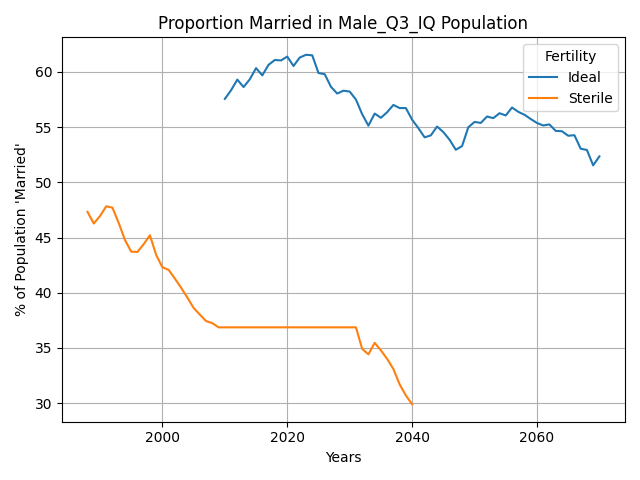 Proportion Married in Male_Q3_IQ Population
% of Population 'Married'
60
55
50
45
40
35
30
Fertility
Ideal
Sterile
2000
2020
2040
2060
Years